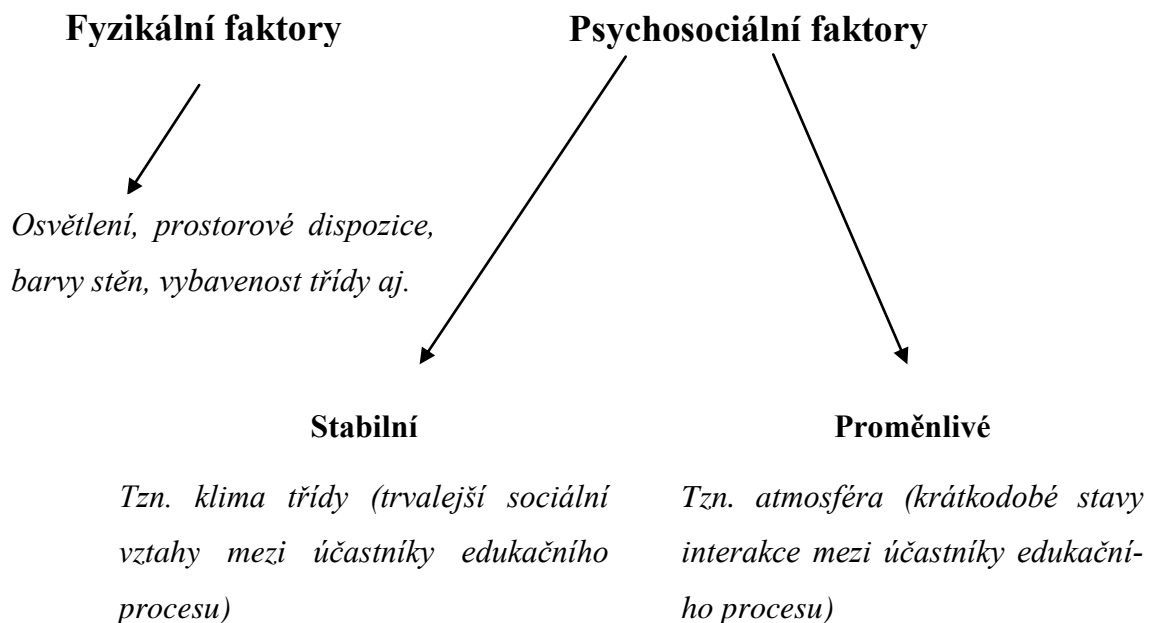 Fyzikální faktory
Psychosociální faktory
Osvětlení, prostorové dispozice,
barvy stěn, vybavenost třídy aj.
Stabilní
Tzn. klima třídy (trvalejší sociální
vztahy mezi účastníky edukačního
procesu)
Proměnlivé
Tzn. atmosféra (krátkodobé stavy
interakce mezi účastníky edukační-
ho procesu)